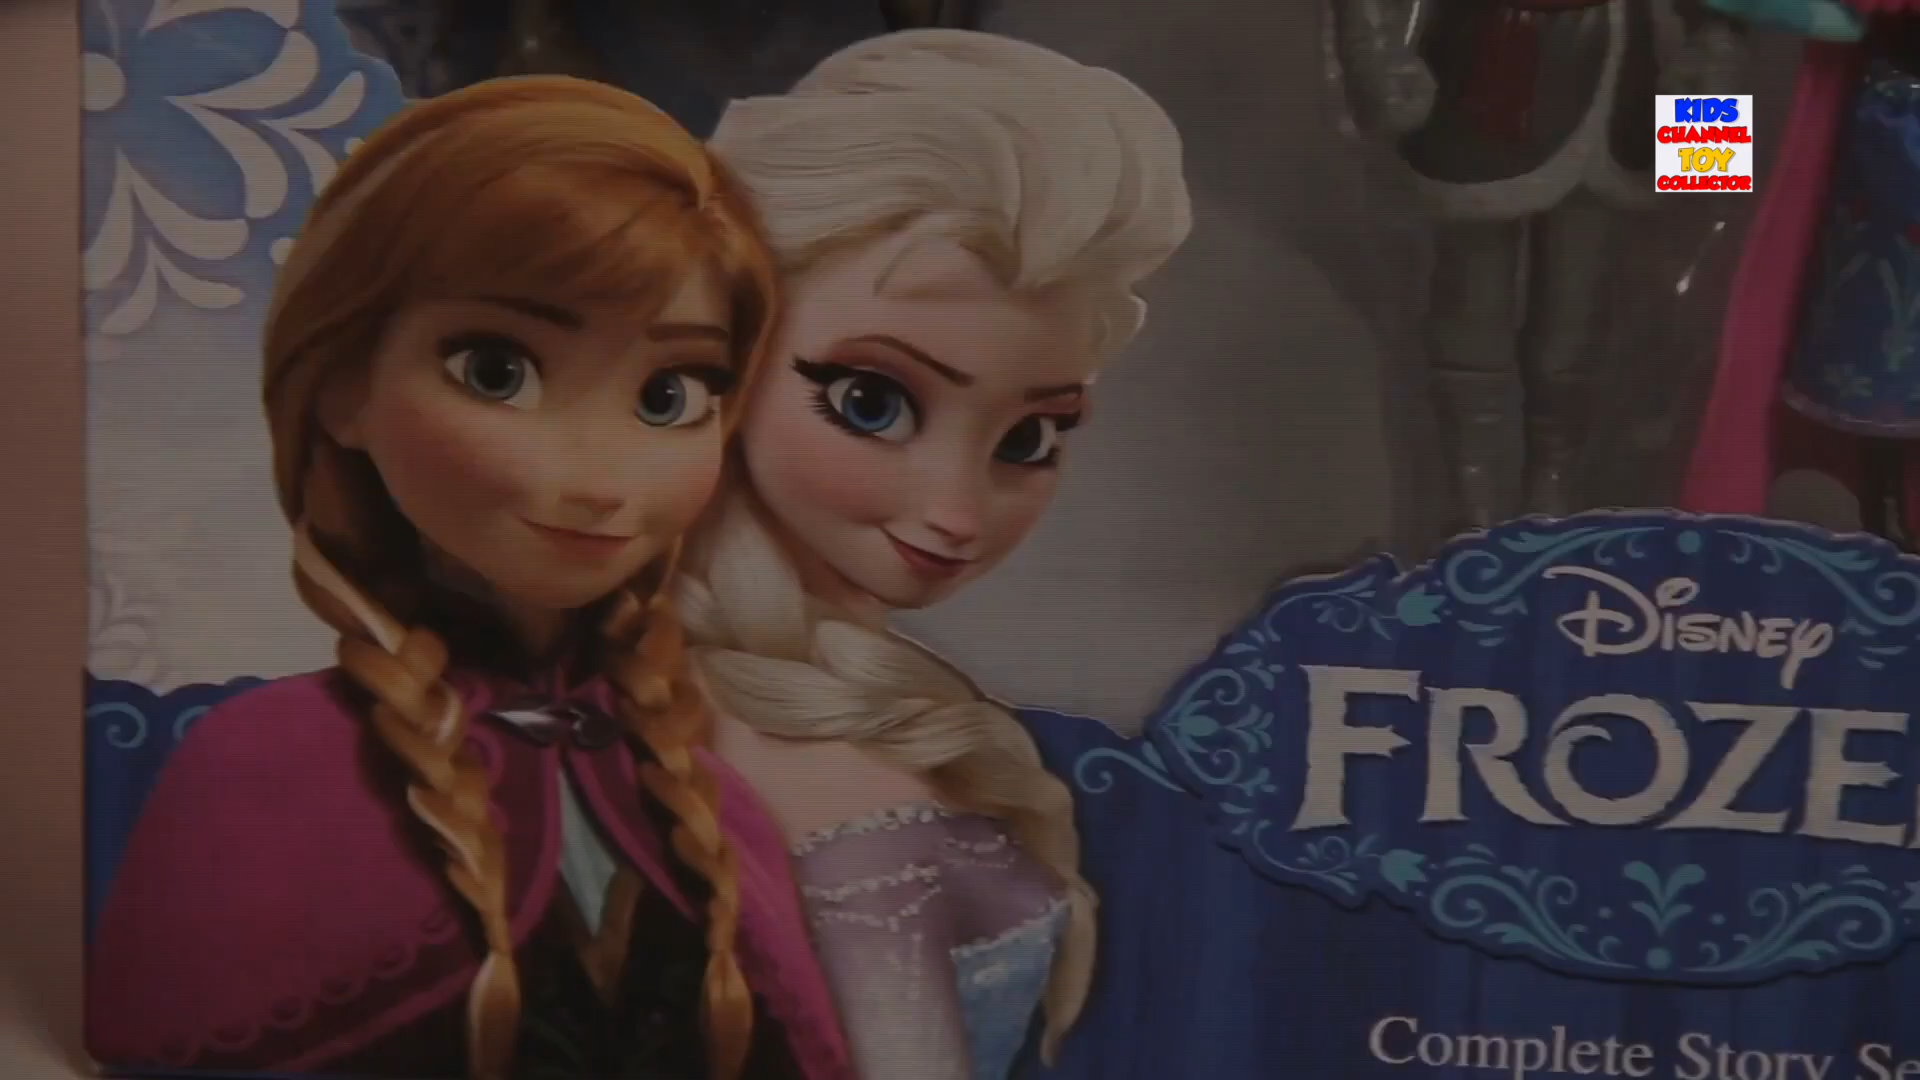 KIDS
CHANNEL
TOY
COLLECTOR
Disney
FROZE
Complete Story Se